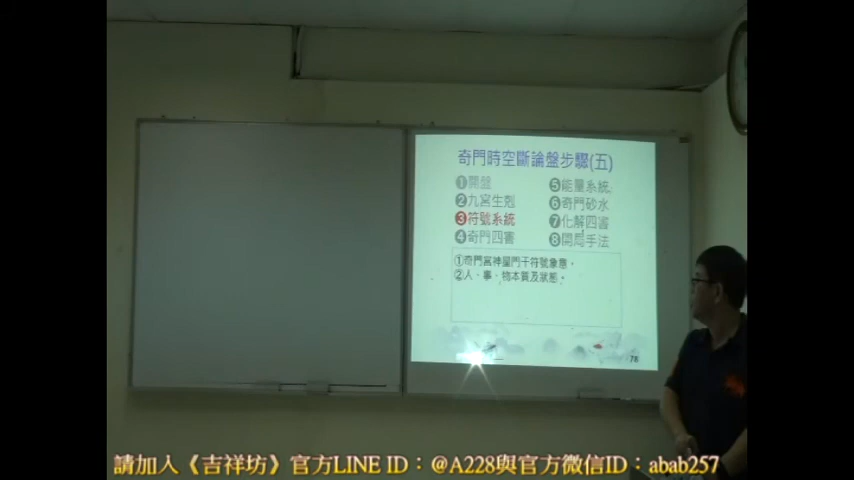 奇門時空斷論盤步驟(五)
❶開盤
❷九宮生剋
❸符號系統
❹奇門四害
❺能量系統
❻奇門砂水
❼化解四害
❽開局手法
①奇門宮神星門干符號象意。
②人、事、物本質及狀態。
78
請加入《吉祥坊》官方LINE ID：@A228與官方微信ID：abab257